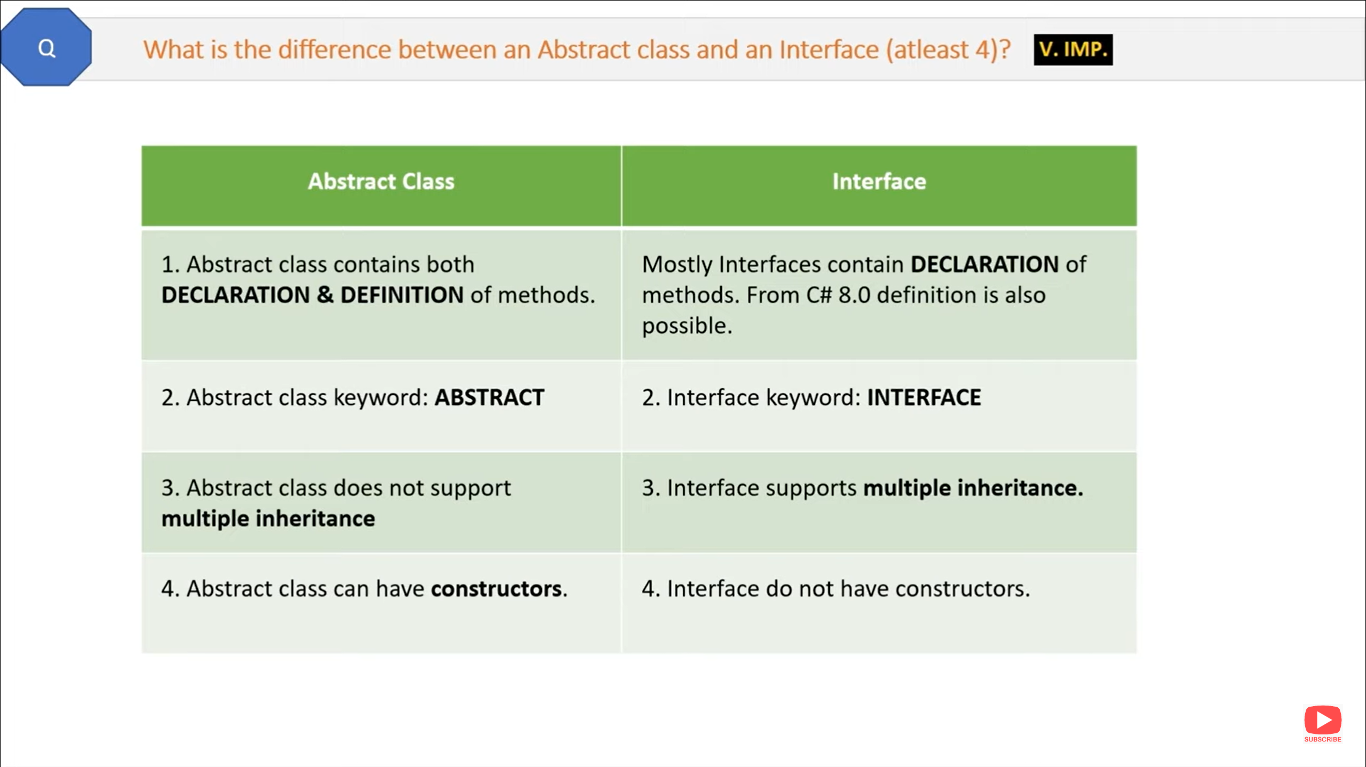 Q
What is the difference between an Abstract class and an Interface (atleast 4)? V. IMP.
Abstract Class
Interface
1. Abstract class contains both
DECLARATION & DEFINITION of methods.
Mostly Interfaces contain DECLARATION of
methods. From C# 8.0 definition is also
possible.
2. Abstract class keyword: ABSTRACT
2. Interface keyword: INTERFACE
3. Abstract class does not support
multiple inheritance
3. Interface supports multiple inheritance.
4. Abstract class can have constructors.
4. Interface do not have constructors.
SUBSCRIBE